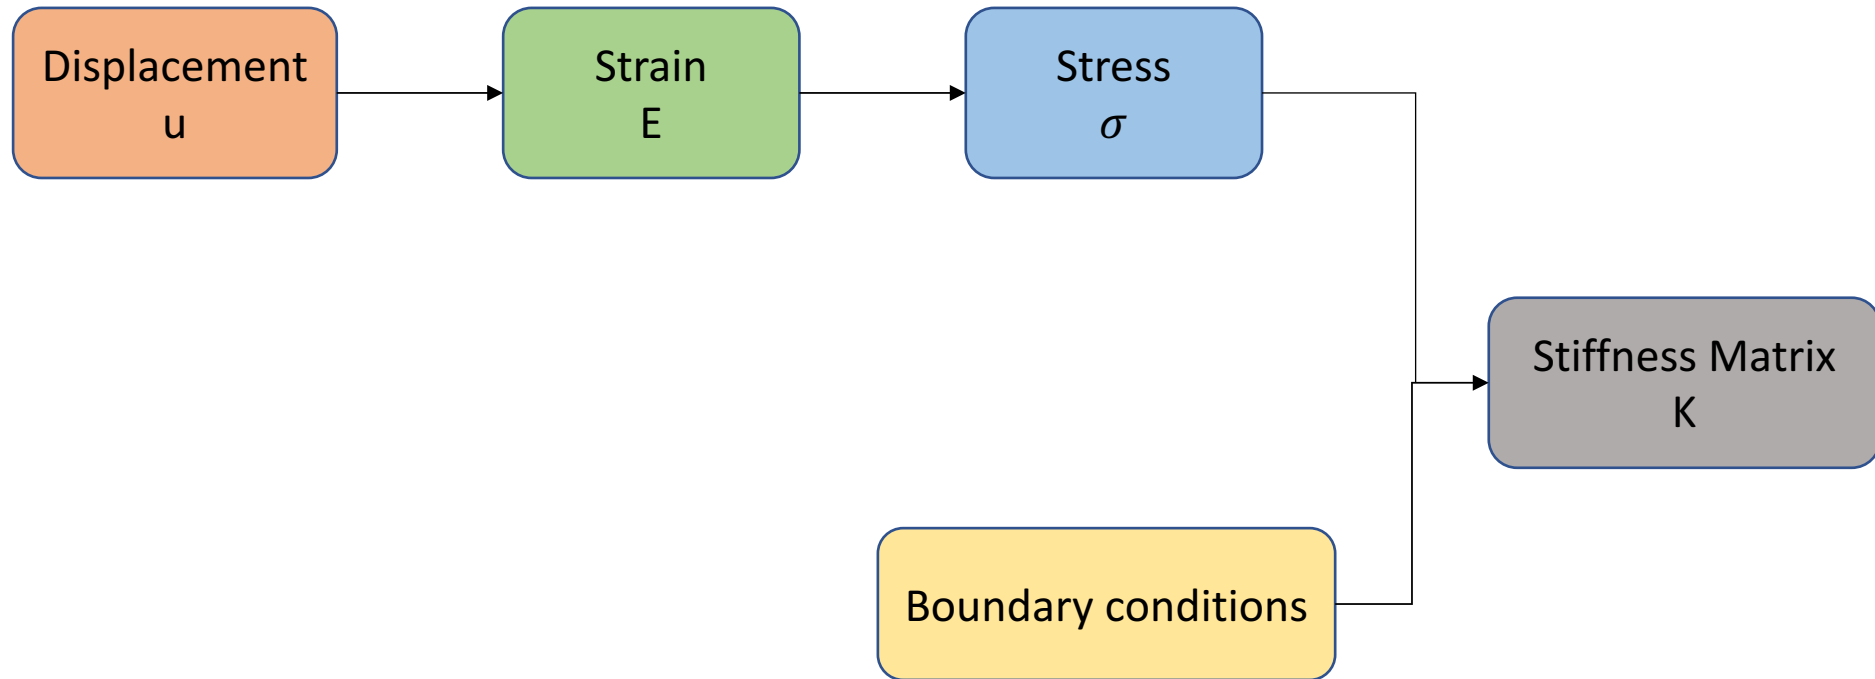 Displacement
u
Strain
E
Stress
σ
Stiffness Matrix
K
Boundary conditions